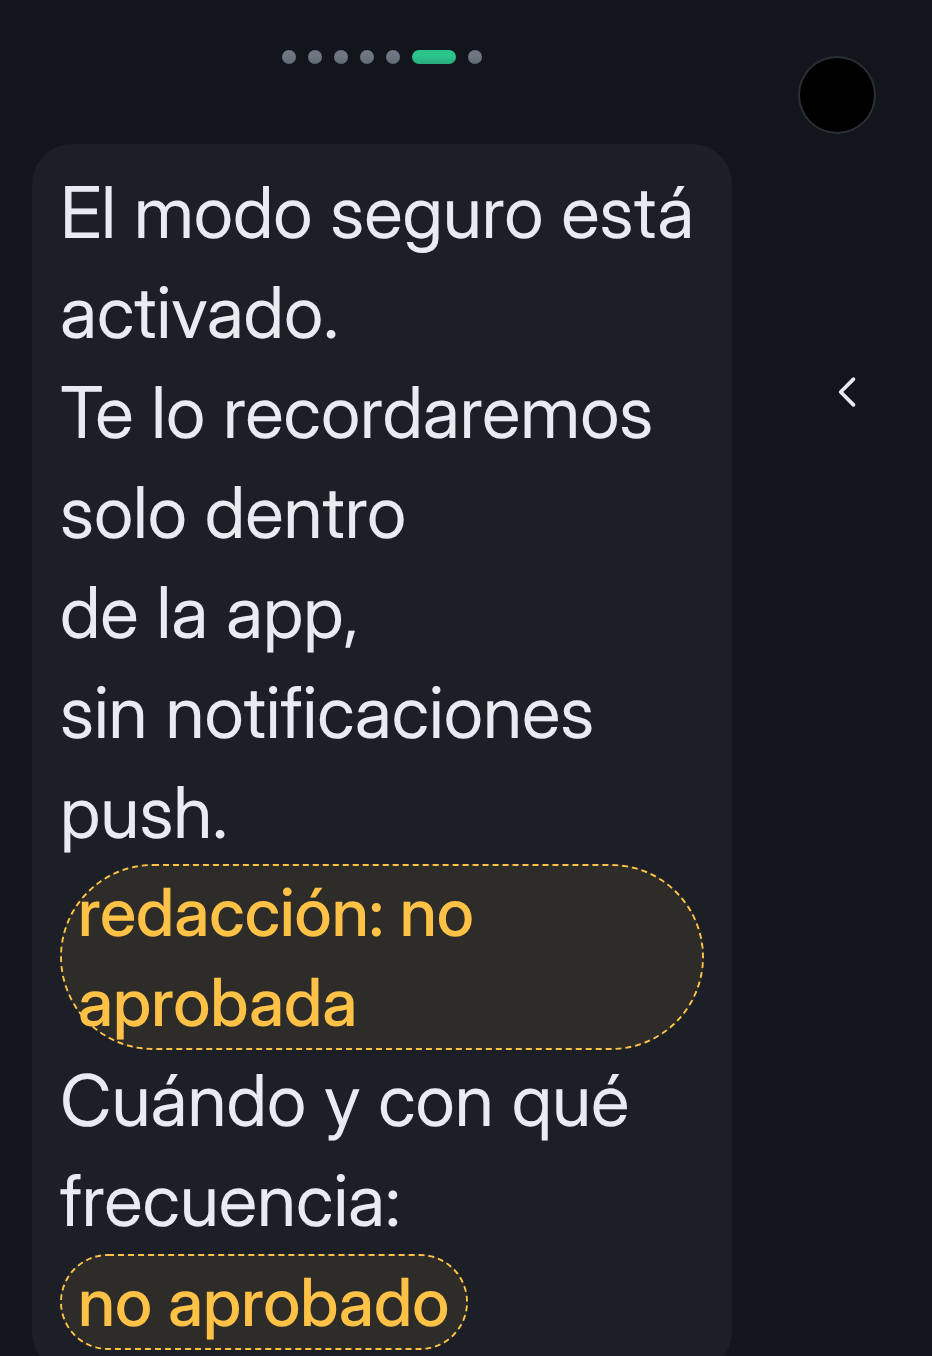 El modo seguro está
activado.
Te lo recordaremos
solo dentro
de la app,
sin notificaciones
push.
redacción: no
aprobada
Cuándo y con qué
frecuencia:
no aprobado